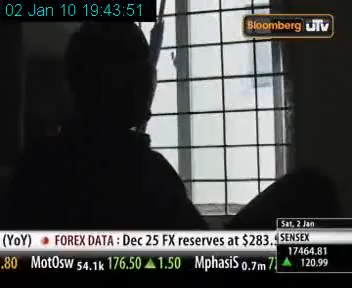 02 Jan 10 19:43:51
Bloomberg UTV
Sat, 2 Jan
(YoY) FOREX DATA : Dec 25 FX reserves at $283.
SENSEX
17464.81
▲ 120.99
.80 MotOsw 54.1k 176.50 ▲ 1.50 MphasiS 0.7m 7